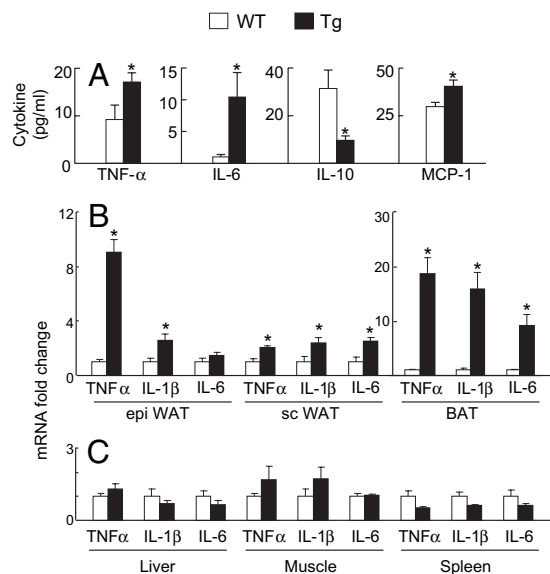 WT Tg
A
Cytokine
(pg/ml)
20
10
0
*
TNF-α
15
10
5
*
IL-6
40
20
*
IL-10
50
25
*
MCP-1
B
mRNA fold change
12
8
4
0
* * * * *
TNFα IL-1β IL-6 TNFα IL-1β IL-6
epi WAT sc WAT
30
20
10
* * *
TNFα IL-1β IL-6
BAT
C
3
0
TNFα IL-1β IL-6 TNFα IL-1β IL-6 TNFα IL-1β IL-6
Liver Muscle Spleen